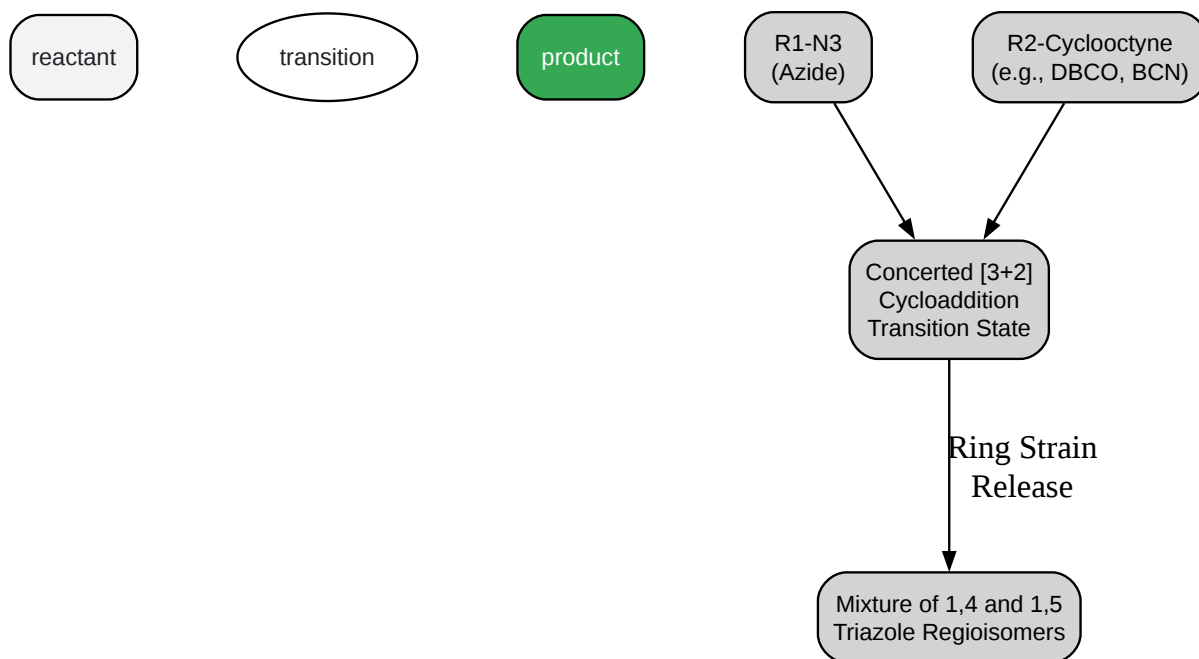 reactant
transition
product
R1-N3
(Azide)
R2-Cyclooctyne
(e.g., DBCO, BCN)
Concerted [3+2]
Cycloaddition
Transition State
Ring Strain
Release
Mixture of 1,4 and 1,5
Triazole Regioisomers